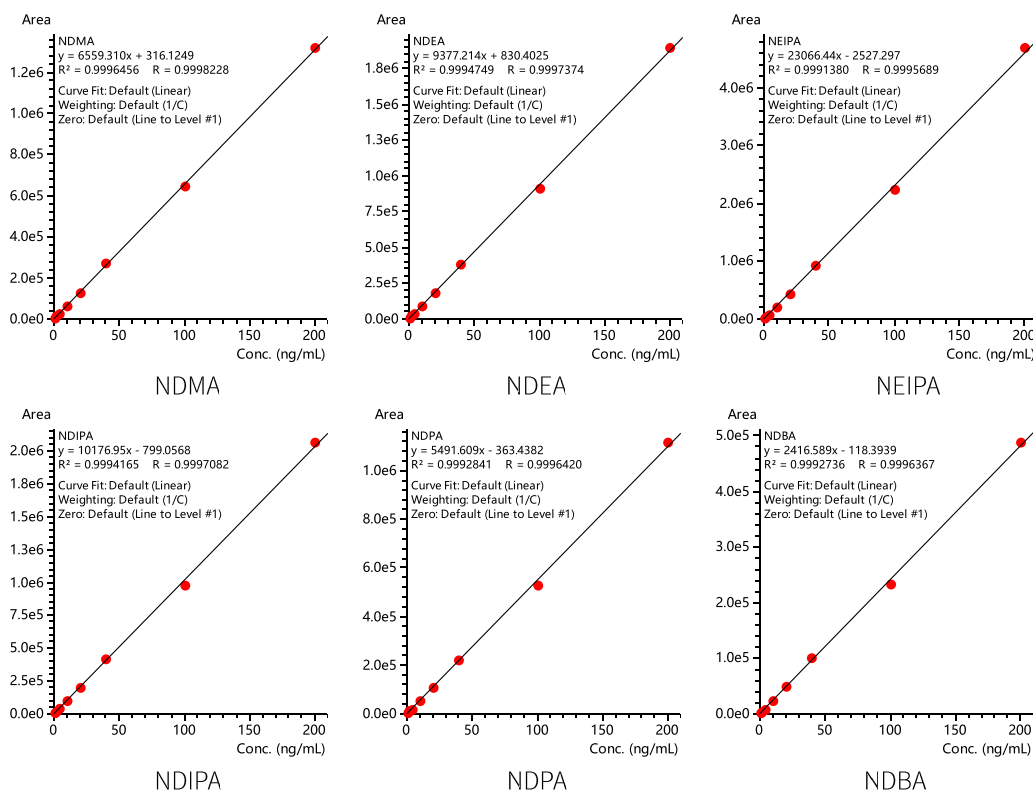 Area
NDMA
y = 6559.310x + 316.1249
R² = 0.9996456 R = 0.9998228
Curve Fit: Default (Linear)
Weighting: Default (1/C)
Zero: Default (Line to Level #1)
1.2e6
1.0e6
8.0e5
6.0e5
4.0e5
2.0e5
0.0e0
0 50 100 150 200
Conc. (ng/mL)
NDMA
Area
NDEA
y = 9377.214x + 830.4025
R² = 0.9994749 R = 0.9997374
Curve Fit: Default (Linear)
Weighting: Default (1/C)
Zero: Default (Line to Level #1)
1.8e6
1.5e6
1.3e6
1.0e6
7.5e5
5.0e5
2.5e5
0.0e0
0 50 100 150 200
Conc. (ng/mL)
NDEA
Area
NEIPA
y = 23066.44x - 2527.297
R² = 0.9991380 R = 0.9995689
Curve Fit: Default (Linear)
Weighting: Default (1/C)
Zero: Default (Line to Level #1)
4.0e6
3.0e6
2.0e6
1.0e6
0.0e0
0 50 100 150 200
Conc. (ng/mL)
NEIPA
Area
NDIPA
y = 10176.95x - 799.0568
R² = 0.9994165 R = 0.9997082
Curve Fit: Default (Linear)
Weighting: Default (1/C)
Zero: Default (Line to Level #1)
2.0e6
1.8e6
1.5e6
1.3e6
1.0e6
7.5e5
5.0e5
2.5e5
0.0e0
0 50 100 150 200
Conc. (ng/mL)
NDIPA
Area
NDPA
y = 5491.609x - 363.4382
R² = 0.9992841 R = 0.9996420
Curve Fit: Default (Linear)
Weighting: Default (1/C)
Zero: Default (Line to Level #1)
1.0e6
8.0e5
6.0e5
4.0e5
2.0e5
0.0e0
0 50 100 150 200
Conc. (ng/mL)
NDPA
Area
NDBA
y = 2416.589x - 118.3939
R² = 0.9992736 R = 0.9996367
Curve Fit: Default (Linear)
Weighting: Default (1/C)
Zero: Default (Line to Level #1)
5.0e5
4.0e5
3.0e5
2.0e5
1.0e5
0.0e0
0 50 100 150 200
Conc. (ng/mL)
NDBA